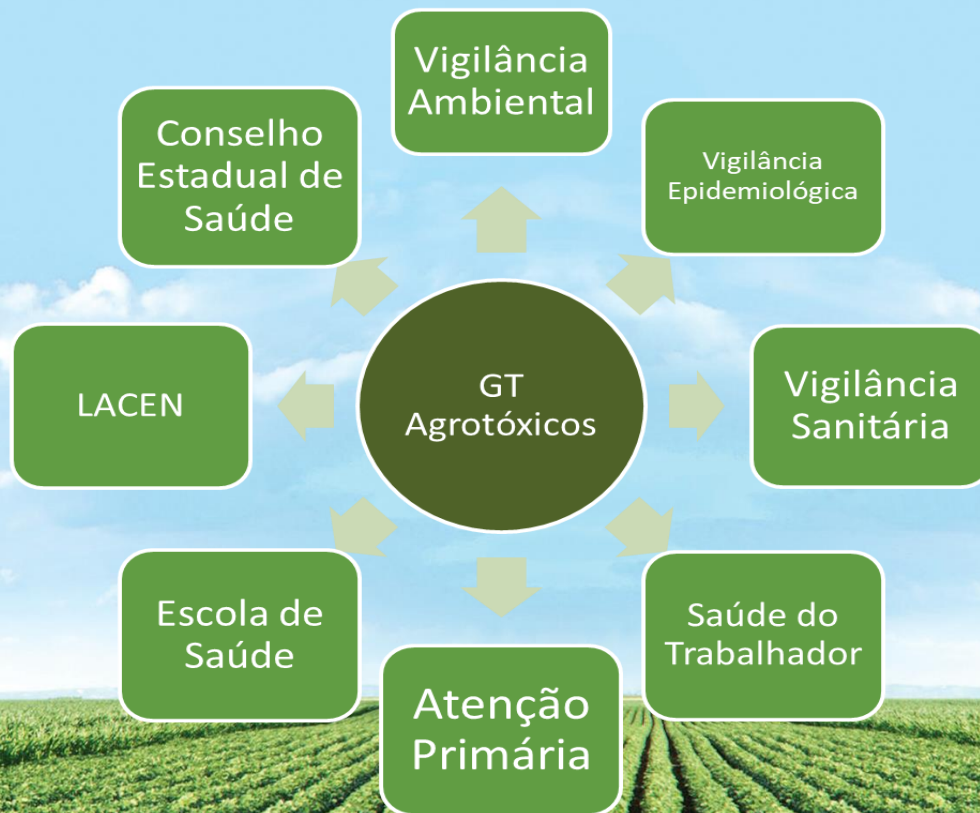 Vigilância
Ambiental
Vigilância
Epidemiológica
Vigilância
Sanitária
Saúde do
Trabalhador
Atenção
Primária
Escola de
Saúde
LACEN
Conselho
Estadual de
Saúde
GT
Agrotóxicos